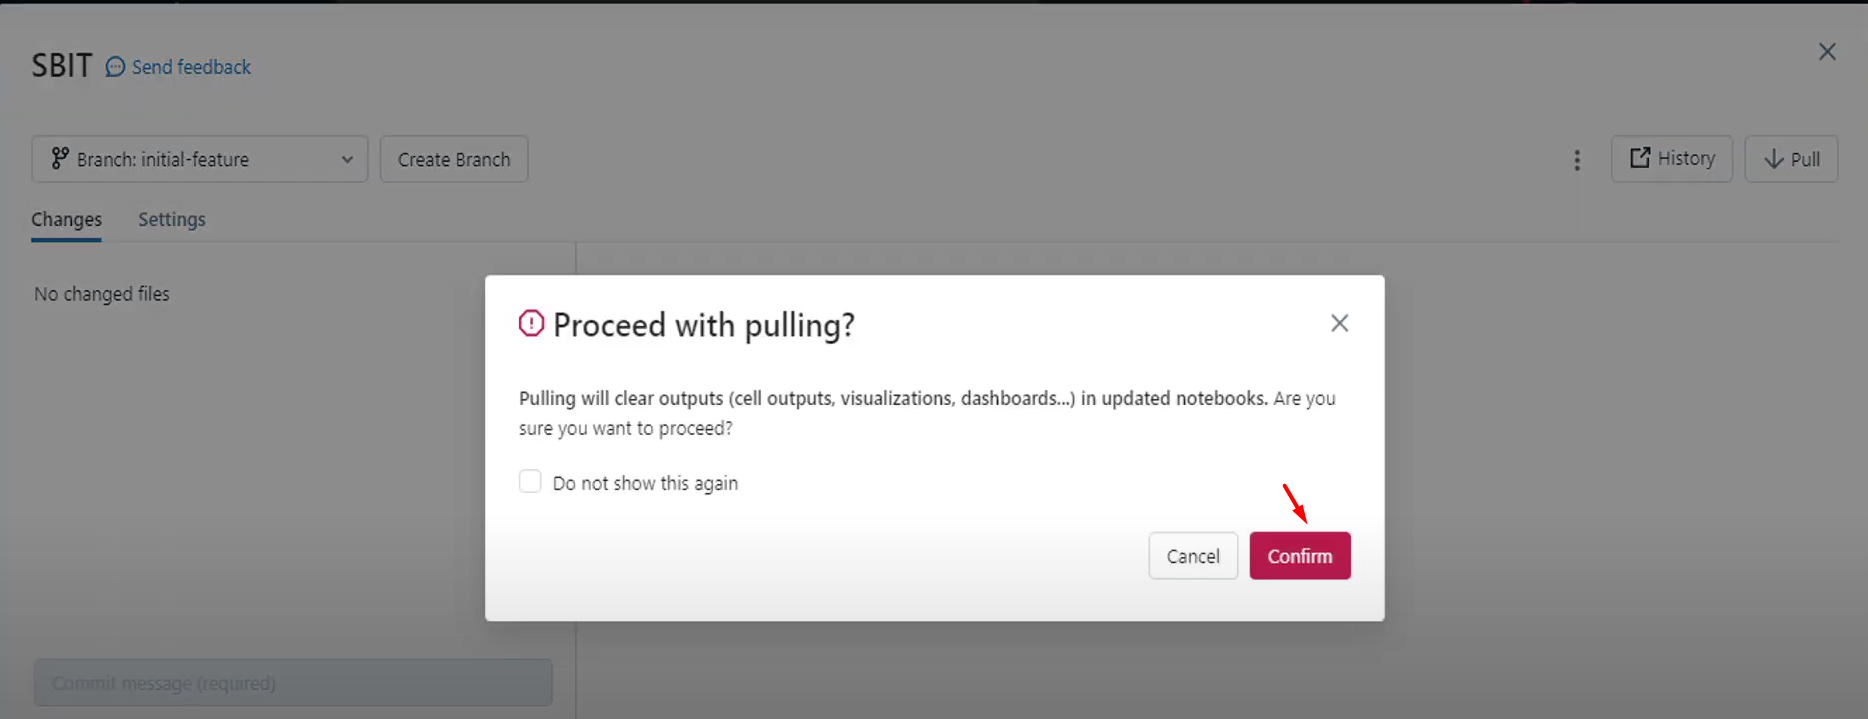 SBIT Send feedback
Branch: initial-feature Create Branch History Pull
Changes Settings
No changed files
Proceed with pulling?
Pulling will clear outputs (cell outputs, visualizations, dashboards...) in updated notebooks. Are you
sure you want to proceed?
Do not show this again
Cancel Confirm
Commit message (required)